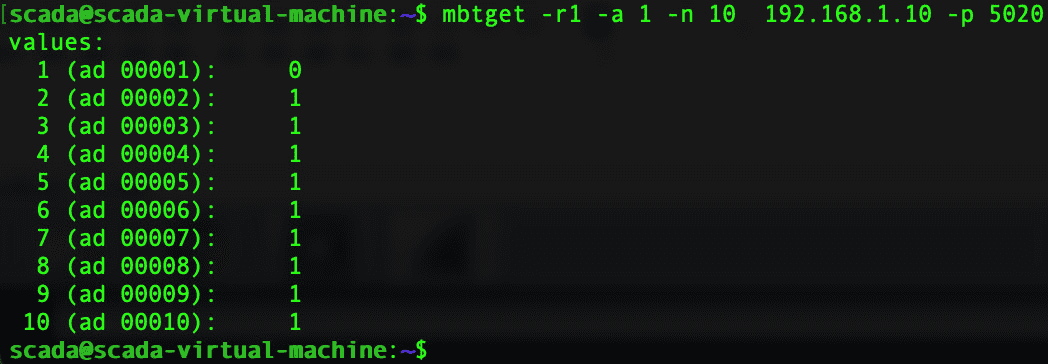 [scada@scada-virtual-machine:~$ mbtget -r1 -a 1 -n 10  192.168.1.10 -p 5020
values:
  1 (ad 00001):     0
  2 (ad 00002):     1
  3 (ad 00003):     1
  4 (ad 00004):     1
  5 (ad 00005):     1
  6 (ad 00006):     1
  7 (ad 00007):     1
  8 (ad 00008):     1
  9 (ad 00009):     1
 10 (ad 00010):     1
scada@scada-virtual-machine:~$